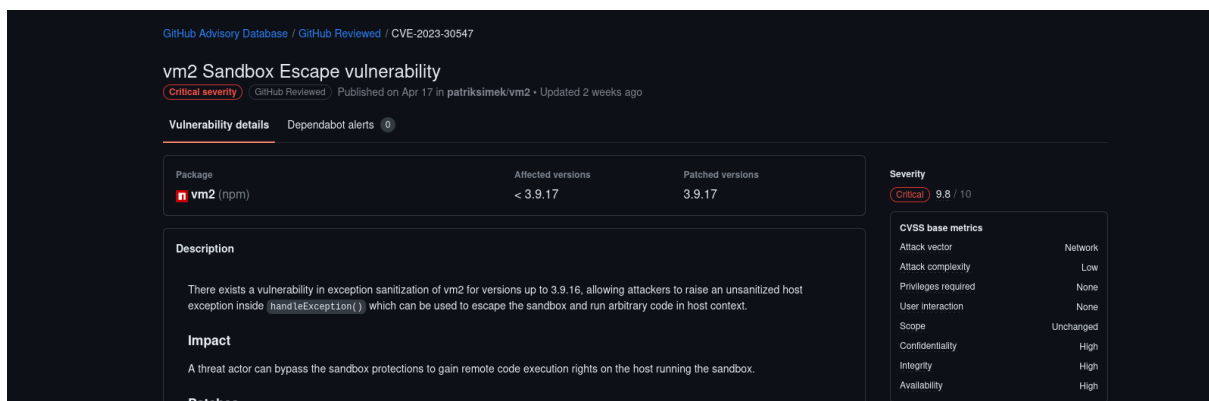 GitHub Advisory Database / GitHub Reviewed / CVE-2023-30547
vm2 Sandbox Escape vulnerability
Critical severity GitHub Reviewed Published on Apr 17 in patriksimek/vm2 • Updated 2 weeks ago
Vulnerability details Dependabot alerts 0
Package Affected versions Patched versions
n vm2 (npm) < 3.9.17 3.9.17
Description
There exists a vulnerability in exception sanitization of vm2 for versions up to 3.9.16, allowing attackers to raise an unsanitized host
exception inside handleException() which can be used to escape the sandbox and run arbitrary code in host context.
Impact
A threat actor can bypass the sandbox protections to gain remote code execution rights on the host running the sandbox.
Severity
Critical 9.8 / 10
CVSS base metrics
Attack vector Network
Attack complexity Low
Privileges required None
User interaction None
Scope Unchanged
Confidentiality High
Integrity High
Availability High